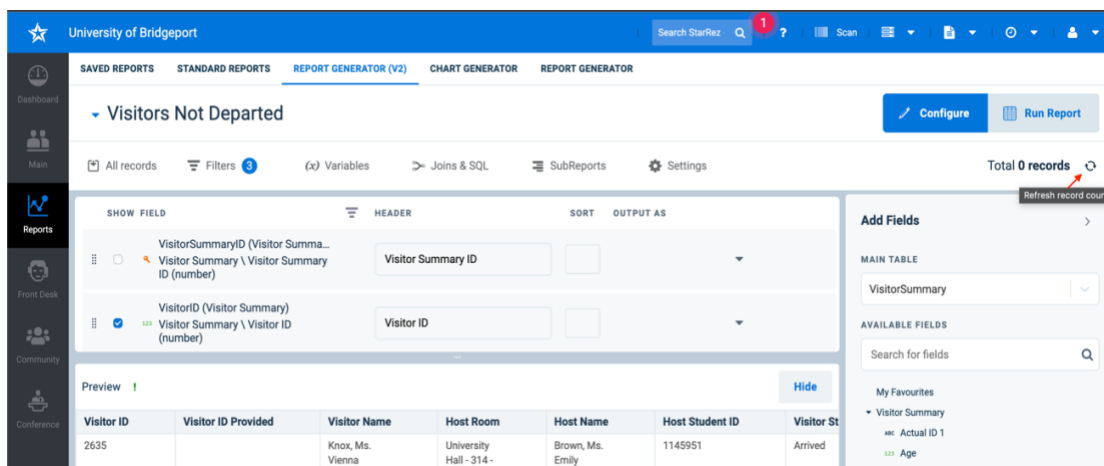 University of Bridgeport
Search StarRez
1
?
Scan
SAVED REPORTS
STANDARD REPORTS
REPORT GENERATOR (V2)
CHART GENERATOR
REPORT GENERATOR
Dashboard
Main
Reports
Front Desk
Community
Conference
Visitors Not Departed
Configure
Run Report
All records
Filters 3
(x) Variables
Joins & SQL
SubReports
Settings
Total 0 records
Refresh record coun
SHOW FIELD
HEADER
SORT
OUTPUT AS
VisitorSummaryID (Visitor Summa...
Visitor Summary \ Visitor Summary
ID (number)
Visitor Summary ID
123
VisitorID (Visitor Summary)
Visitor Summary \ Visitor ID
(number)
Visitor ID
Add Fields
MAIN TABLE
VisitorSummary
AVAILABLE FIELDS
Search for fields
My Favourites
Visitor Summary
ABC Actual ID 1
123 Age
Preview !
Hide
Visitor ID
Visitor ID Provided
Visitor Name
Host Room
Host Name
Host Student ID
Visitor St
2635
Knox, Ms.
Vienna
University
Hall - 314 -
Brown, Ms.
Emily
1145951
Arrived